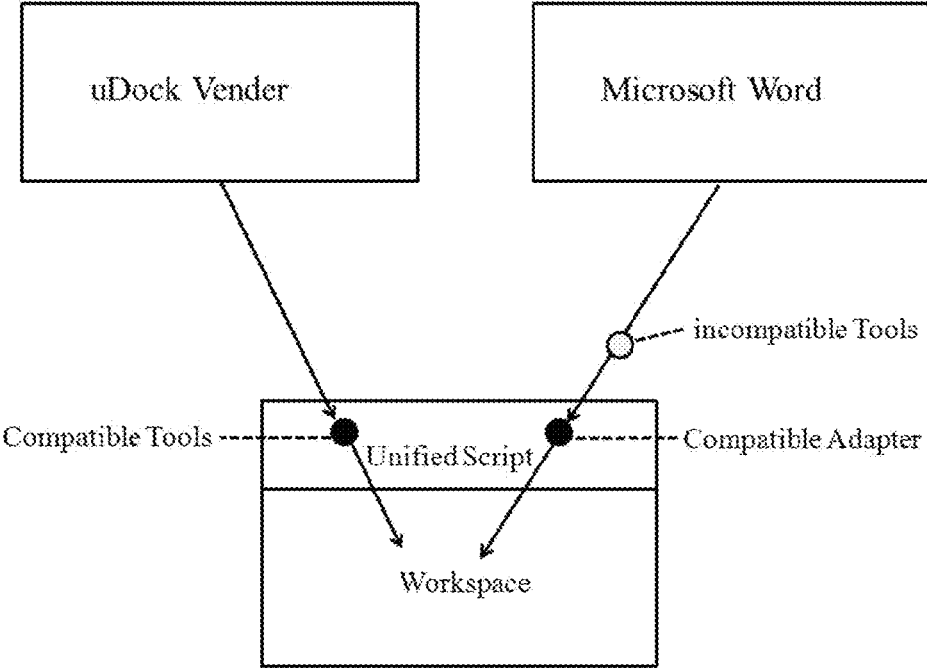 uDock Vender
Microsoft Word
incompatible Tools
Compatible Tools
Unified Script
Compatible Adapter
Workspace